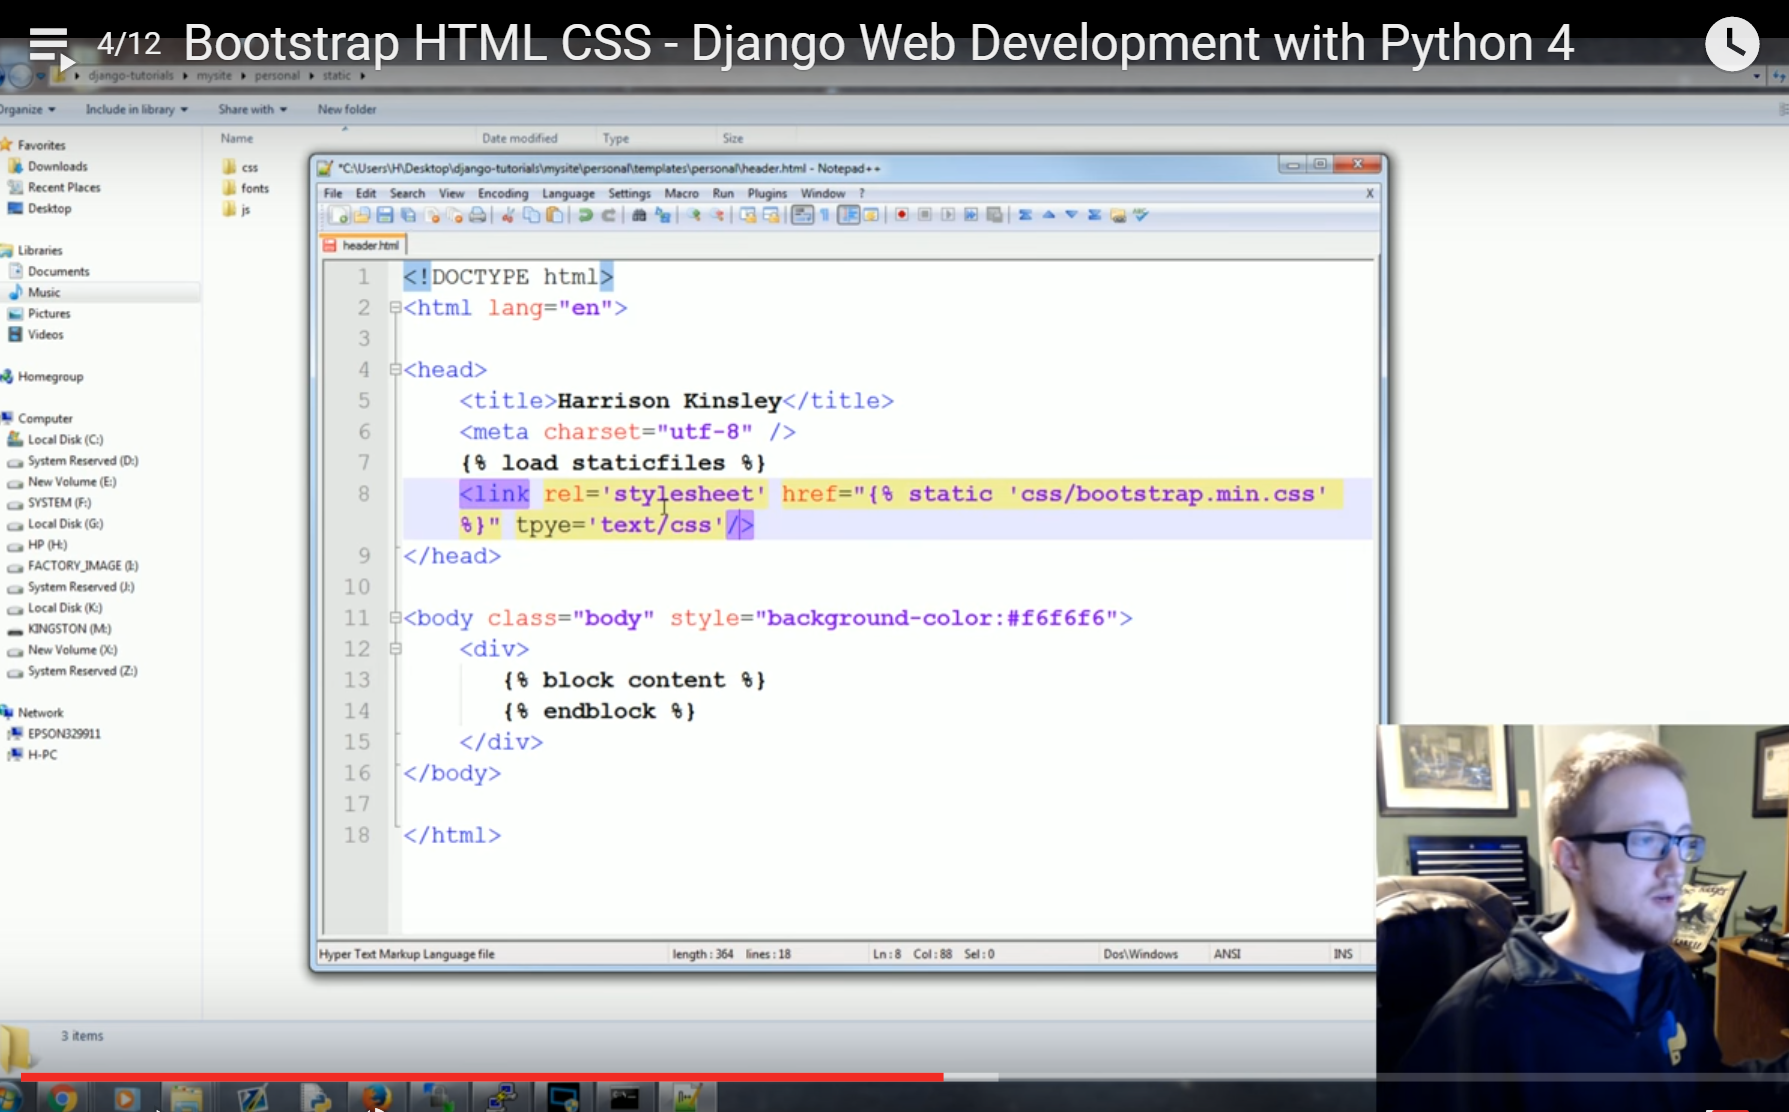 4/12 Bootstrap HTML CSS - Django Web Development with Python 4
django-tutorials mysite personal static
Organize Include in library Share with New folder
Name Date modified Type Size
Favorites
Downloads
Recent Places
Desktop
Libraries
Documents
Music
Pictures
Videos
Homegroup
Computer
Local Disk (C:)
System Reserved (D:)
New Volume (E:)
SYSTEM (F:)
Local Disk (G:)
HP (H:)
FACTORY_IMAGE (I:)
System Reserved (J:)
Local Disk (K:)
KINGSTON (M:)
New Volume (X:)
System Reserved (Z:)
Network
EPSON329911
H-PC
css
fonts
js
*C:\Users\H\Desktop\django-tutorials\mysite\personal\templates\personal\header.html - Notepad++
File Edit Search View Encoding Language Settings Macro Run Plugins Window ? X
header.html
1 <!DOCTYPE html>
2 <html lang="en">
3
4 <head>
5 <title>Harrison Kinsley</title>
6 <meta charset="utf-8" />
7 {% load staticfiles %}
8 <link rel='stylesheet' href="{% static 'css/bootstrap.min.css'
%}" tpye='text/css'/>
9 </head>
10
11 <body class="body" style="background-color:#f6f6f6">
12 <div>
13 {% block content %}
14 {% endblock %}
15 </div>
16 </body>
17
18 </html>
Hyper Text Markup Language file length : 364 lines : 18 Ln : 8 Col : 88 Sel : 0 Dos\Windows ANSI INS
3 items